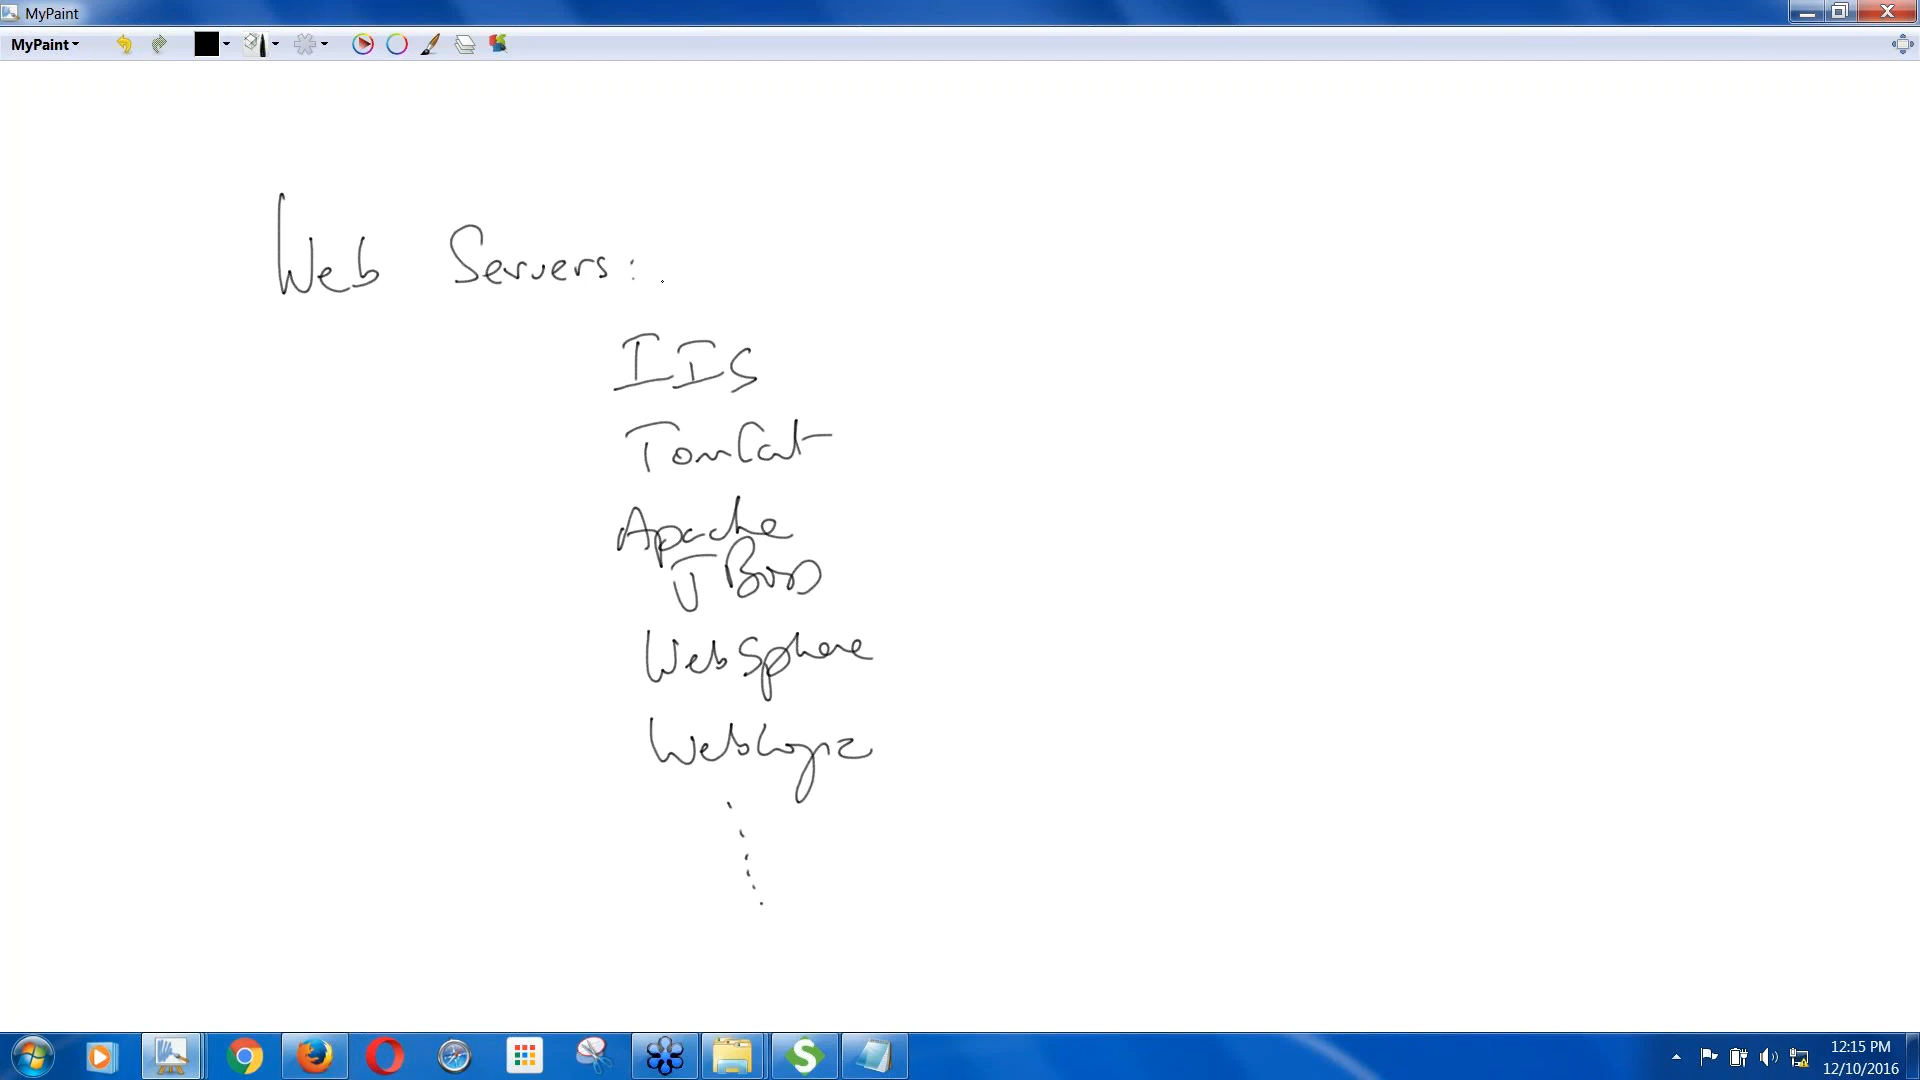 MyPaint
MyPaint
Web Servers:
IIS
TomCat
Apache
JBoss
WebSphere
WebLogic
12:15 PM
12/10/2016